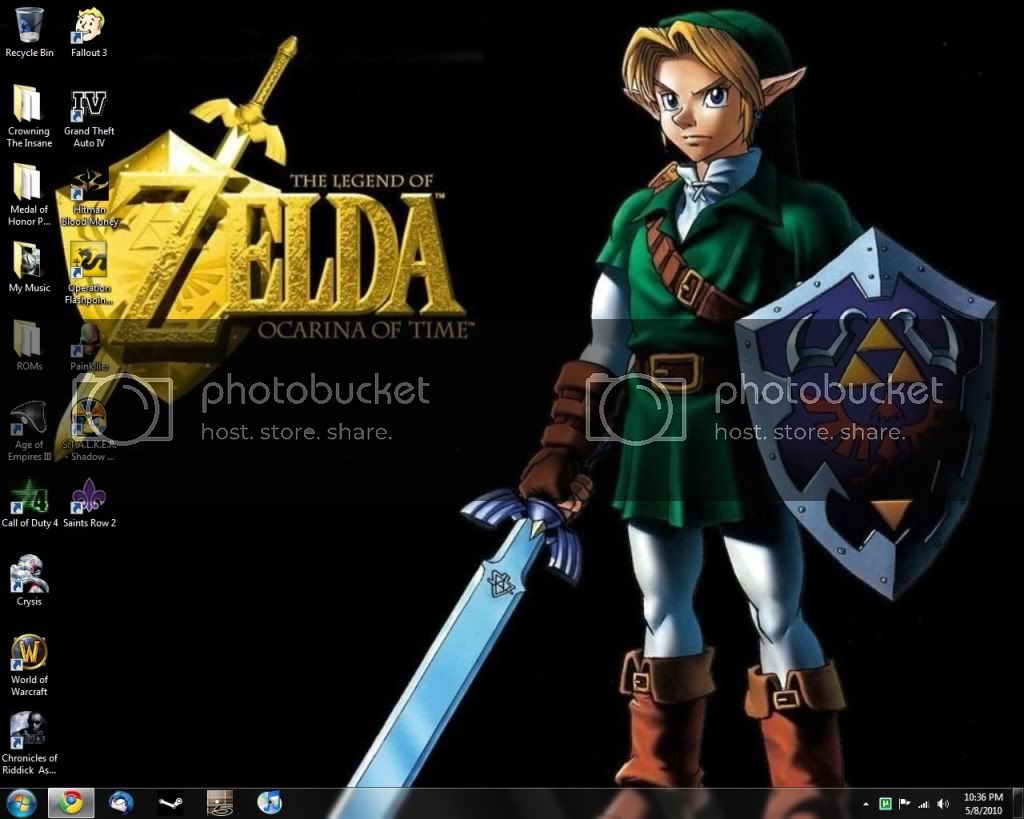 Recycle Bin
Fallout 3
Crowning
The Insane
Grand Theft
Auto IV
IV
Medal of
Honor P...
Hitman
Blood Money
My Music
Operation
Flashpoin...
ROMs
Painkiller
Age of
Empires III
S.T.A.L.K.E.R.
- Shadow ...
4
Call of Duty 4
Saints Row 2
Crysis
W
World of
Warcraft
Chronicles of
Riddick As...
THE LEGEND OF
ZELDA™
OCARINA OF TIME™
photobucket
host. store. share.
photobucket
host. store. share.
10:36 PM
5/8/2010